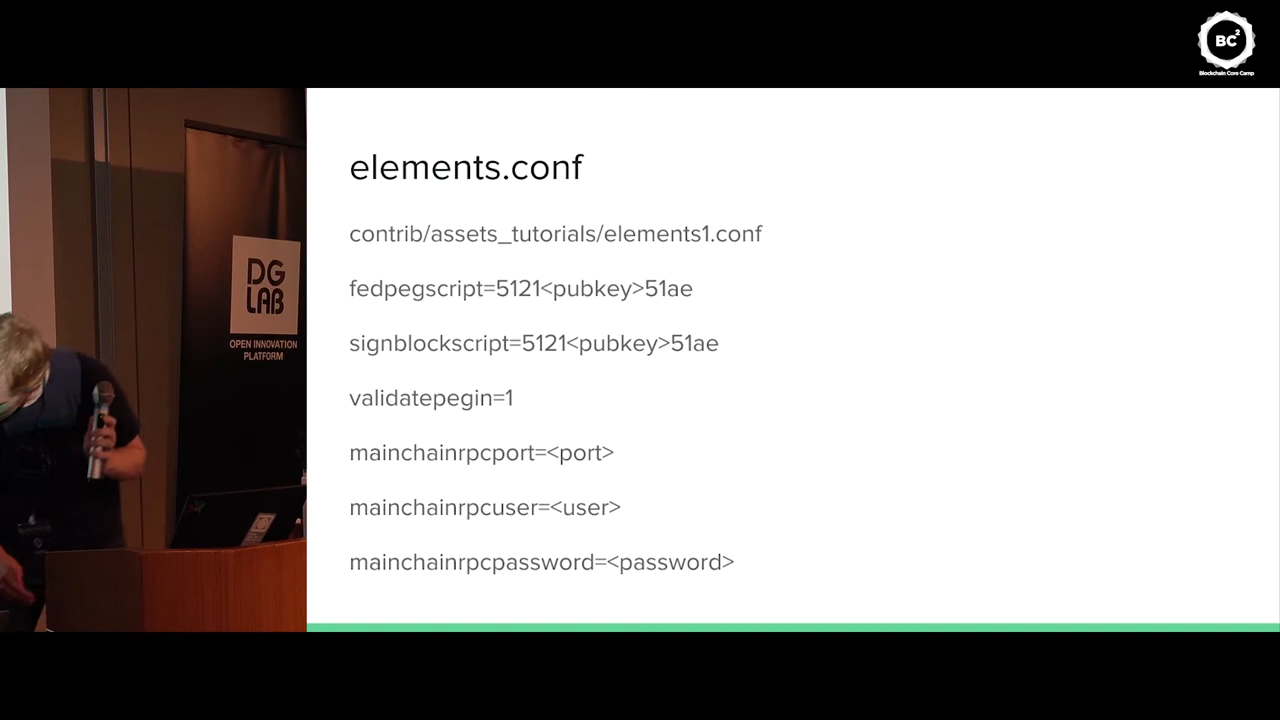 BC2
Blockchain Core Camp
DG
LAB
OPEN INNOVATION
PLATFORM
elements.conf
contrib/assets_tutorials/elements1.conf
fedpegscript=5121<pubkey>51ae
signblockscript=5121<pubkey>51ae
validatepegin=1
mainchainrpcport=<port>
mainchainrpcuser=<user>
mainchainrpcpassword=<password>